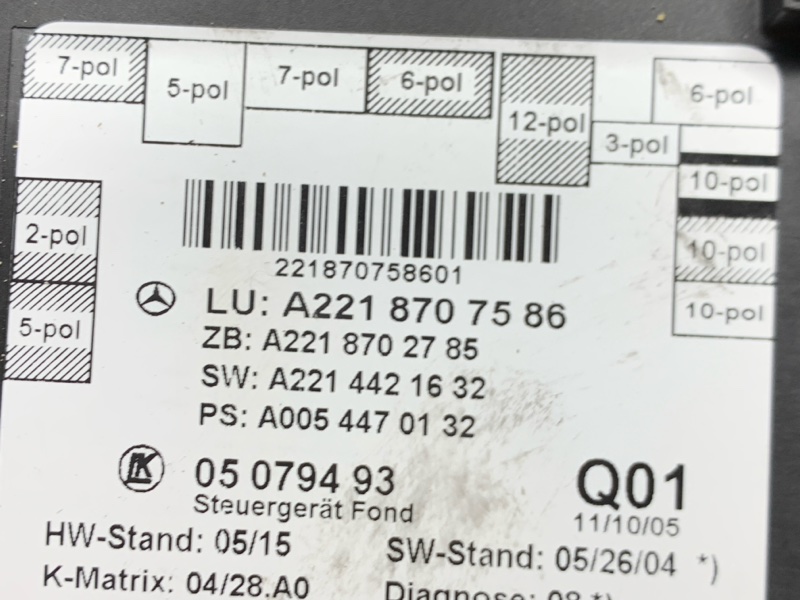 7-pol 5-pol 7-pol 6-pol 12-pol 3-pol 6-pol
10-pol
2-pol 10-pol
5-pol 10-pol
221870758601
LU: A221 870 75 86
ZB: A221 870 27 85
SW: A221 442 16 32
PS: A005 447 01 32
05 0794 93 Q01
Steuergerät Fond 11/10/05
HW-Stand: 05/15 SW-Stand: 05/26/04 *)
K-Matrix: 04/28.A0 Diagnose: 08 *)